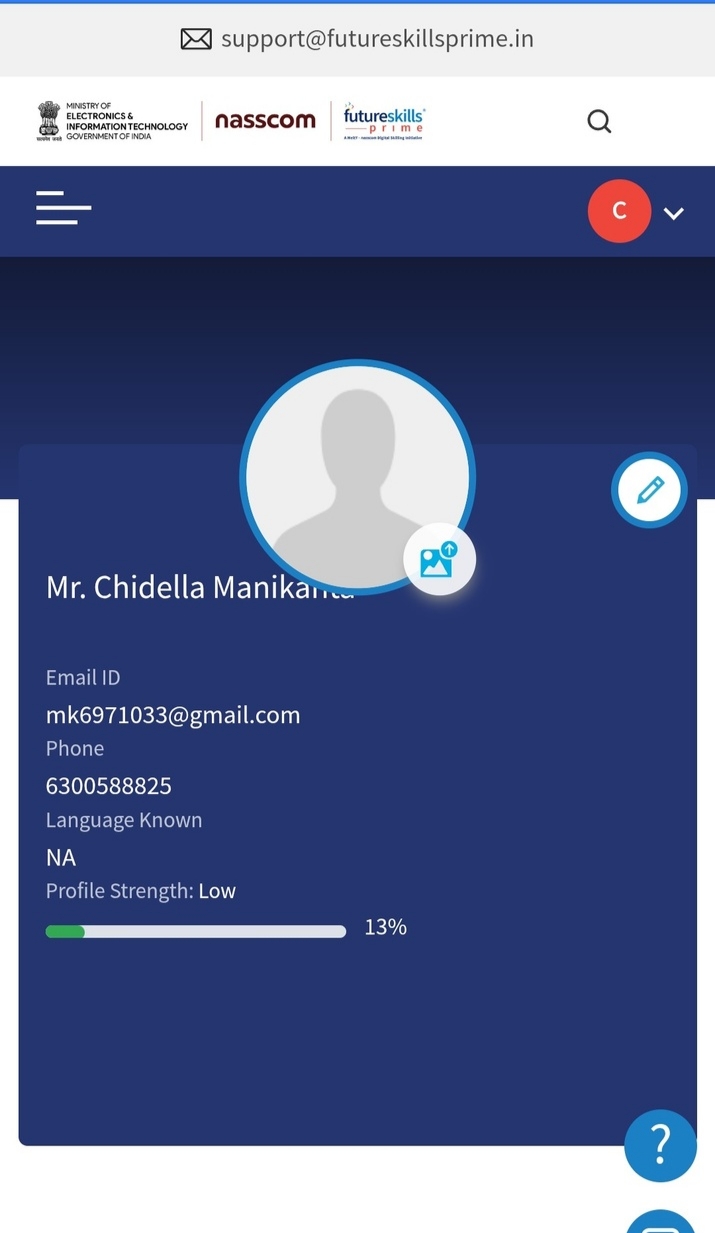 support@futureskillsprime.in
MINISTRY OF
ELECTRONICS &
INFORMATION TECHNOLOGY
GOVERNMENT OF INDIA
nasscom
futureskills
prime
A MeitY - nasscom Digital Skilling Initiative
C
Mr. Chidella Manikanta
Email ID
mk6971033@gmail.com
Phone
6300588825
Language Known
NA
Profile Strength: Low
13%
?